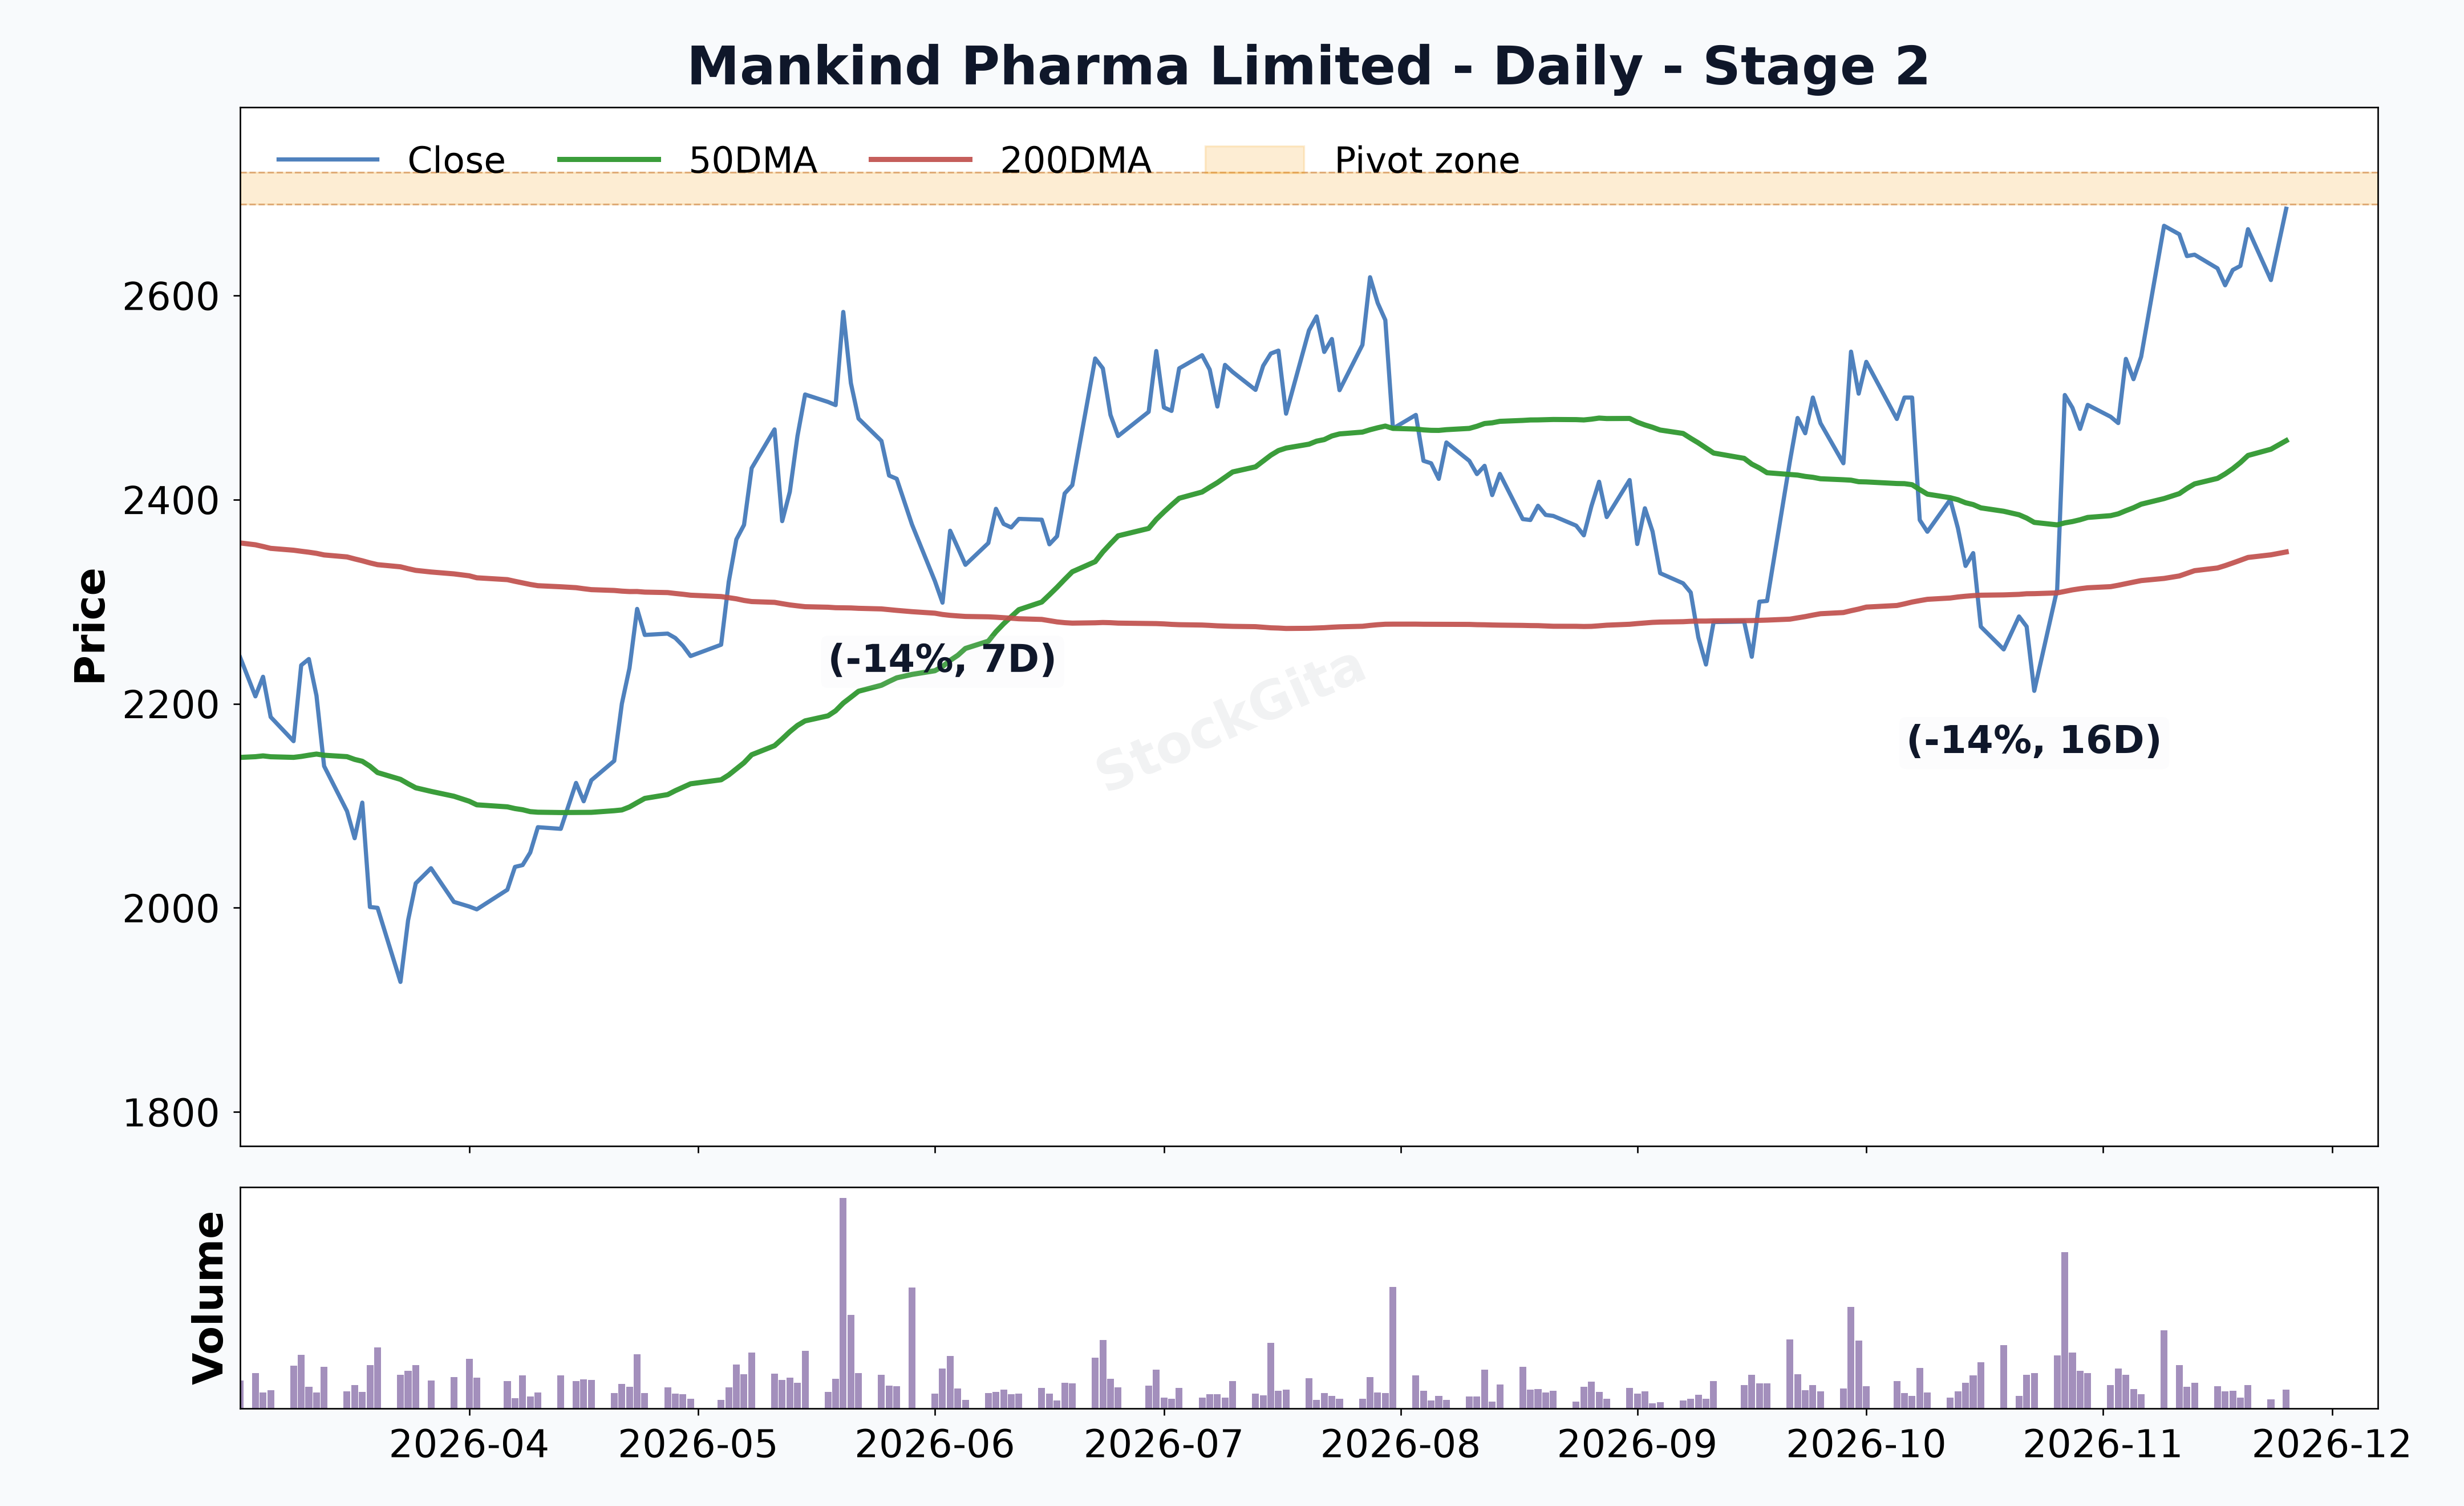 Mankind Pharma Limited - Daily - Stage 2
Close 50DMA 200DMA Pivot zone
Price
2600
2400
2200
2000
1800
(-14%, 7D)
(-14%, 16D)
StockGita
Volume
2026-04 2026-05 2026-06 2026-07 2026-08 2026-09 2026-10 2026-11 2026-12